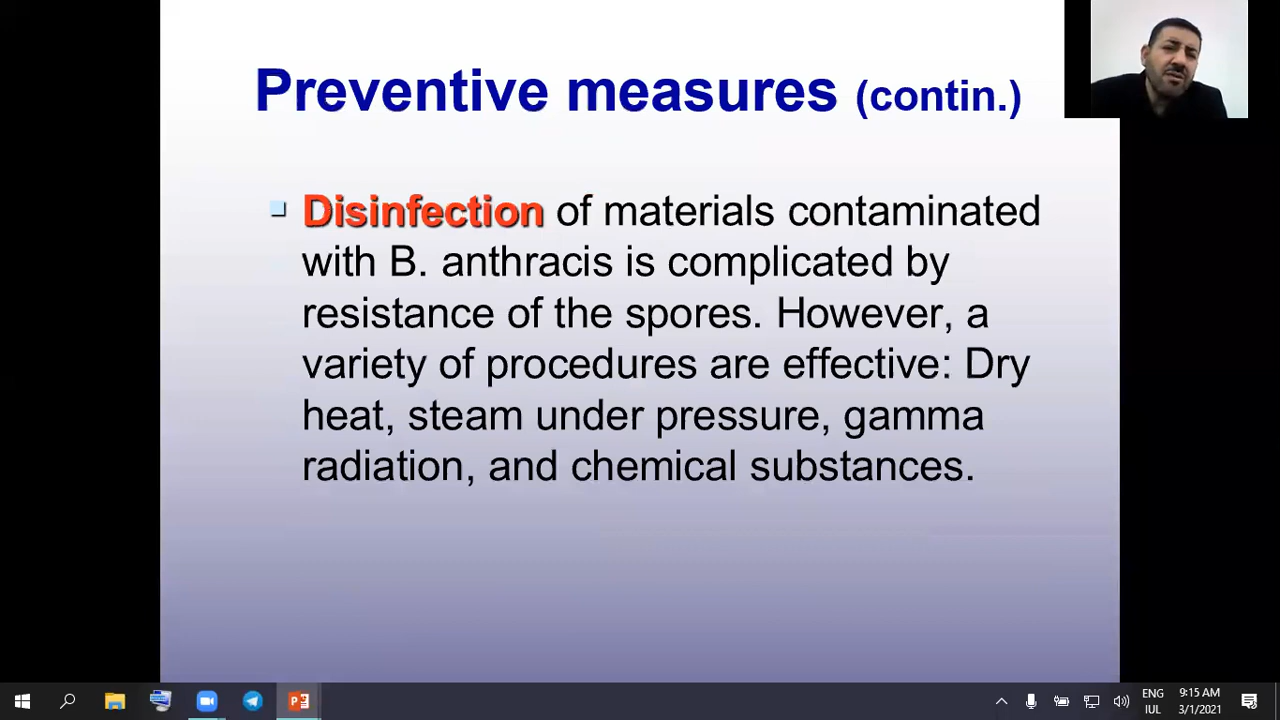 Preventive measures (contin.)
Disinfection of materials contaminated
with B. anthracis is complicated by
resistance of the spores. However, a
variety of procedures are effective: Dry
heat, steam under pressure, gamma
radiation, and chemical substances.
ENG 9:15 AM
IUL 3/1/2021